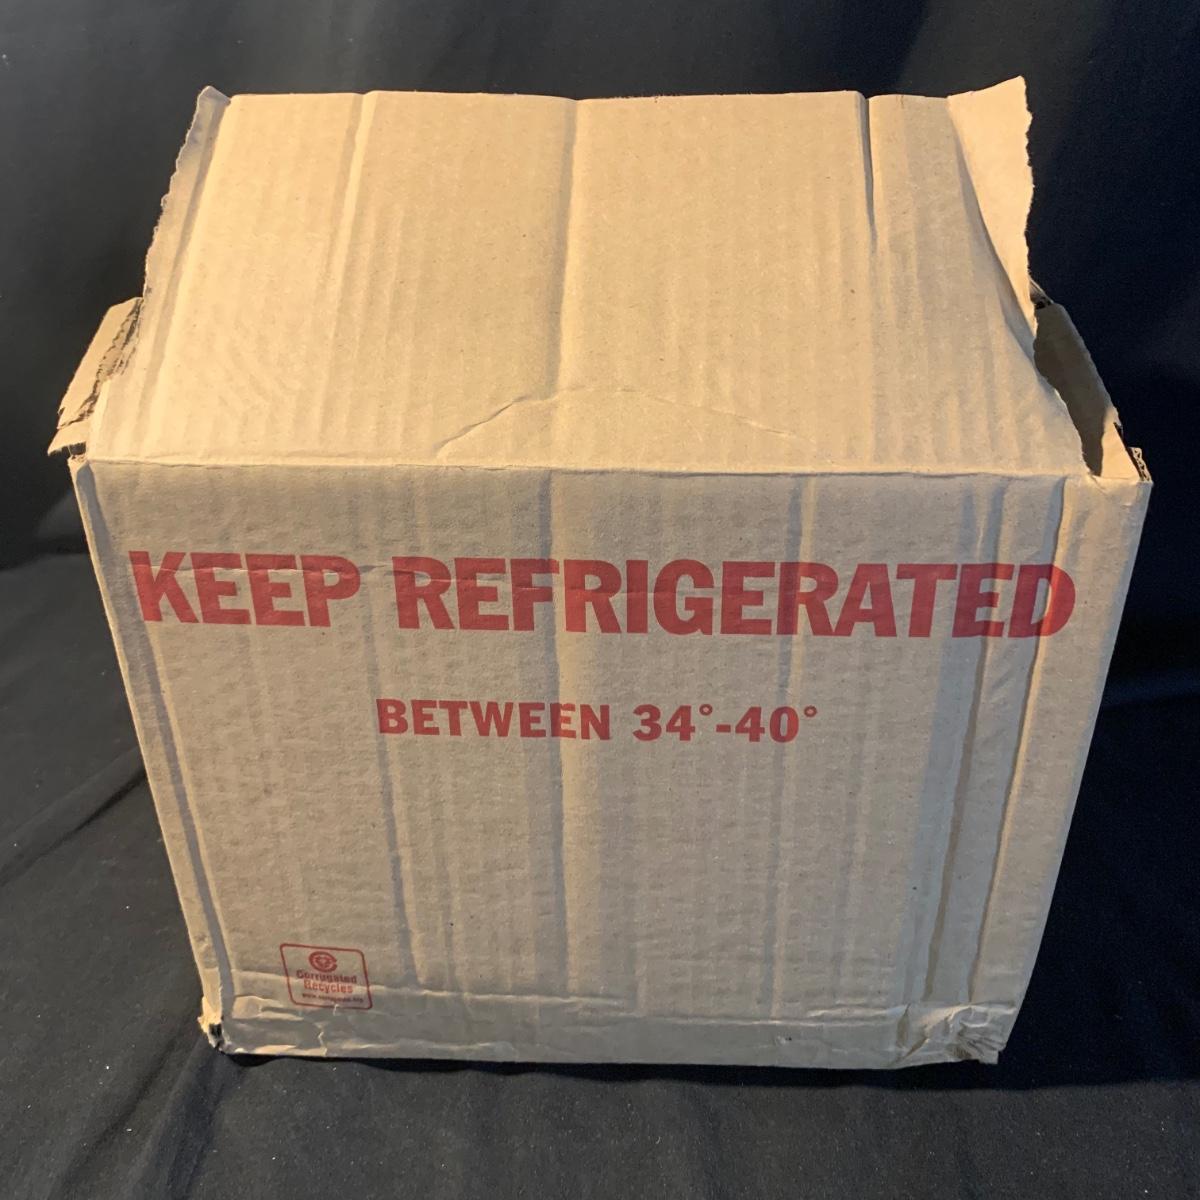 KEEP REFRIGERATED
BETWEEN 34°-40°
Corrugated
Recycles